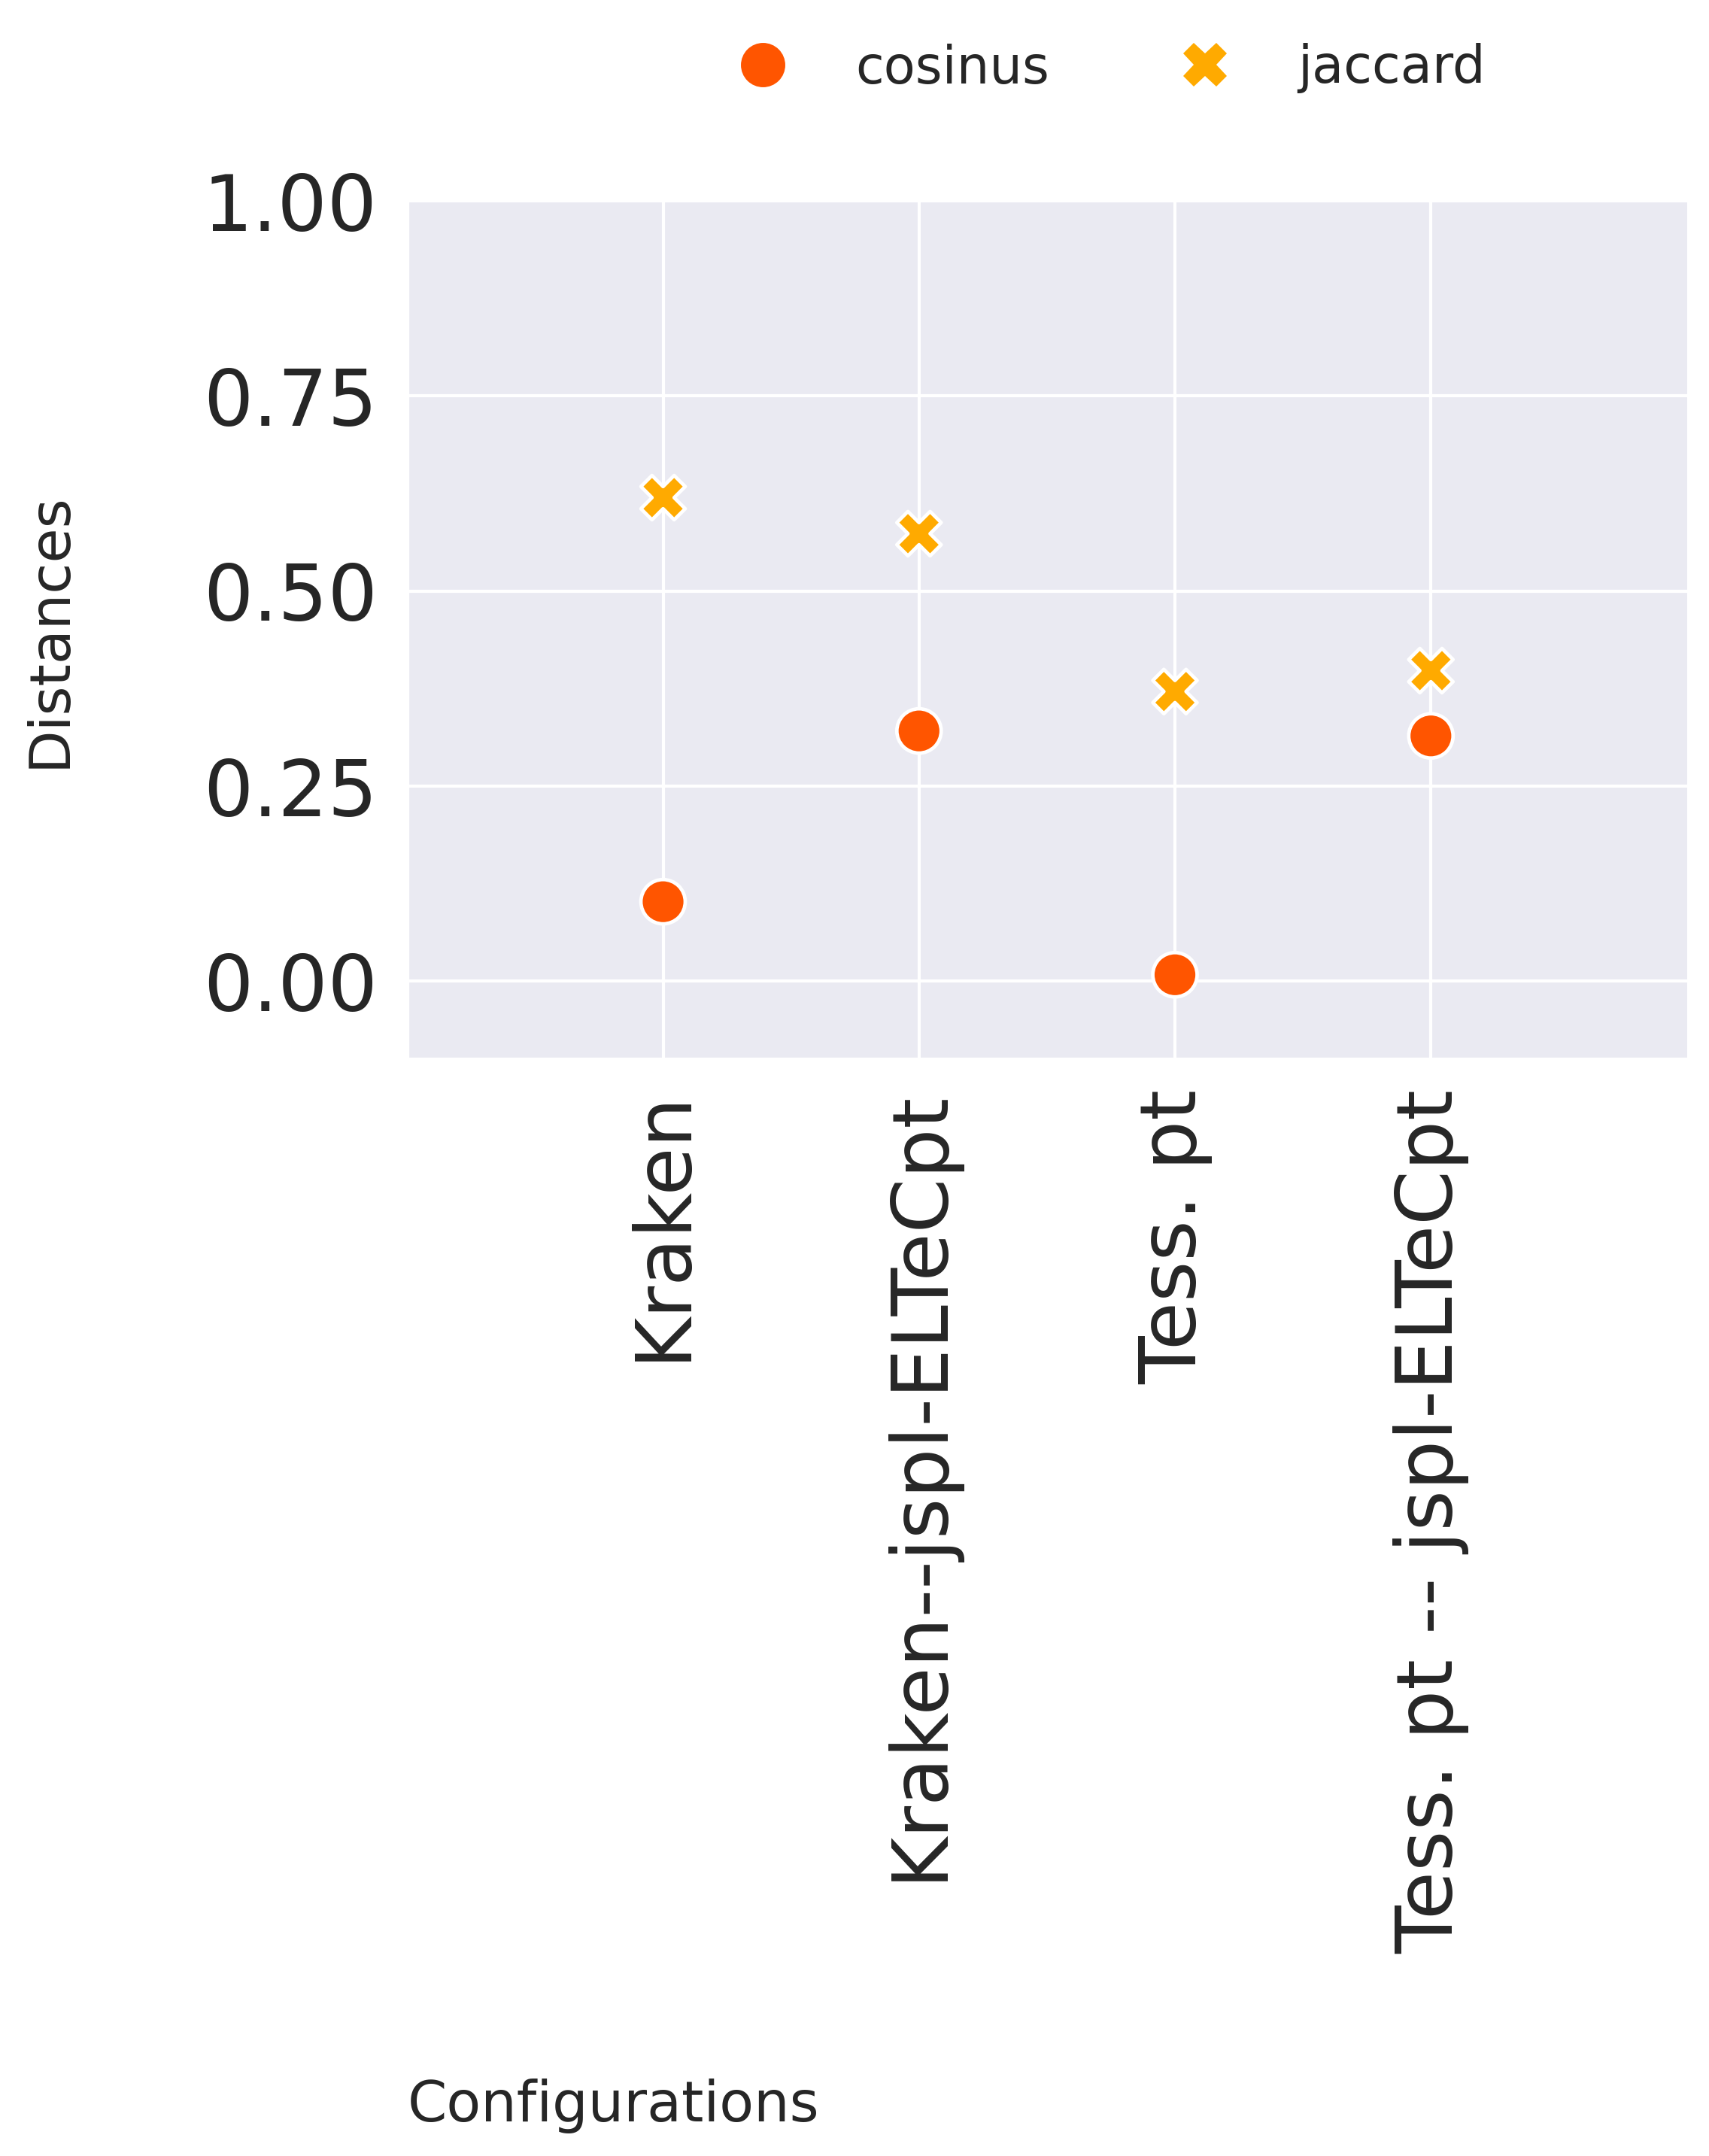 cosinus jaccard
1.00
0.75
0.50
0.25
0.00
Distances
Kraken
Kraken--jspl-ELTeCpt
Tess. pt
Tess. pt -- jspl-ELTeCpt
Configurations